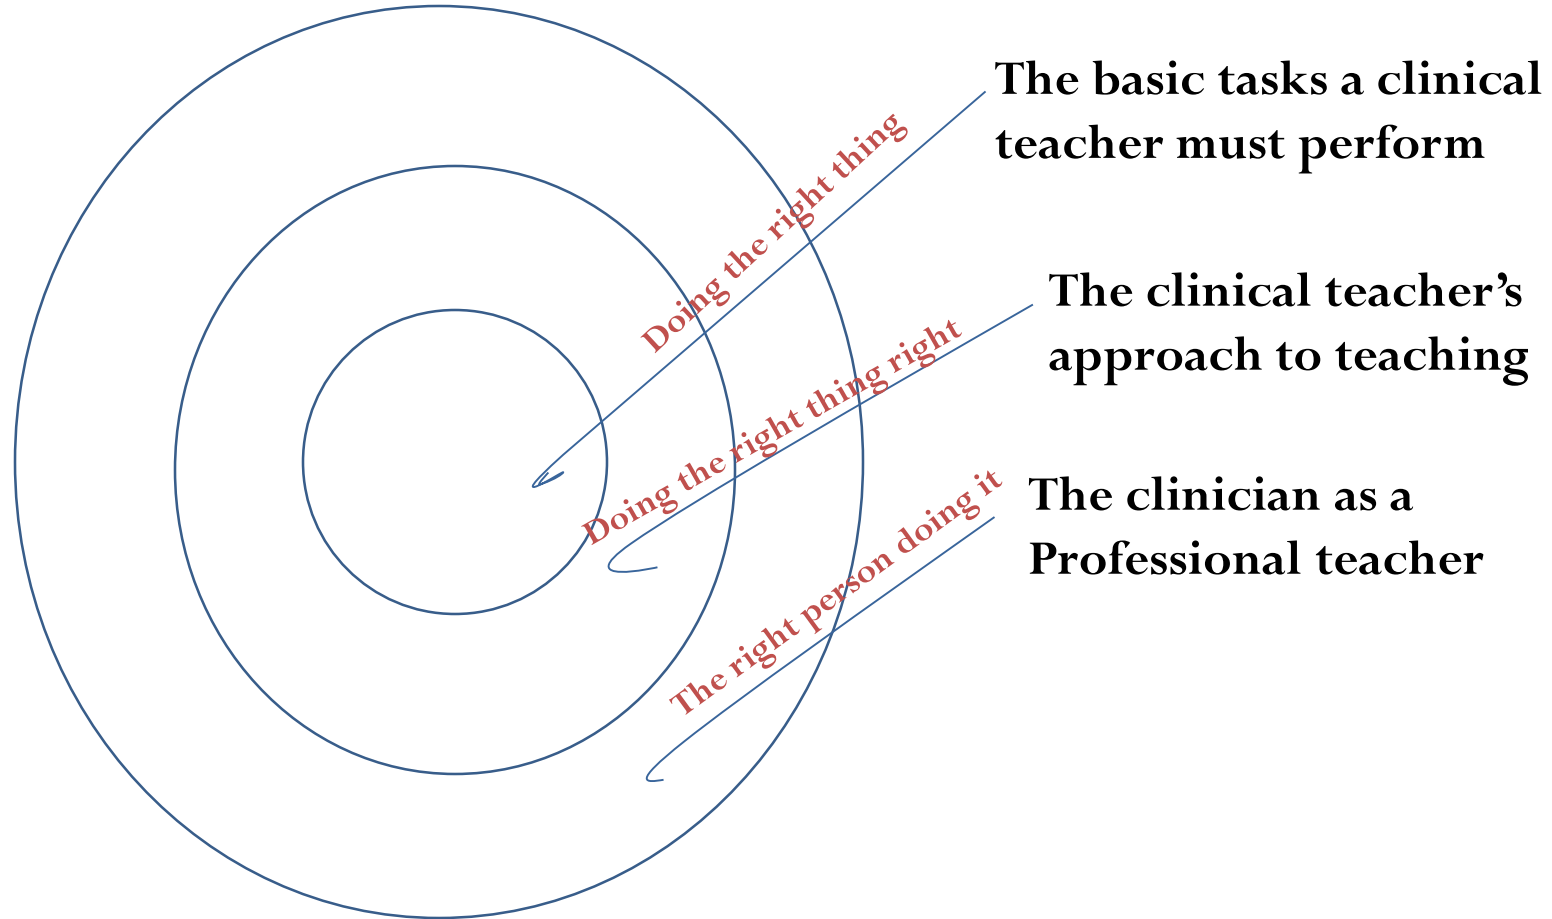 The basic tasks a clinical
teacher must perform
Doing the right thing
The clinical teacher’s
approach to teaching
Doing the right thing right
The clinician as a
Professional teacher
The right person doing it